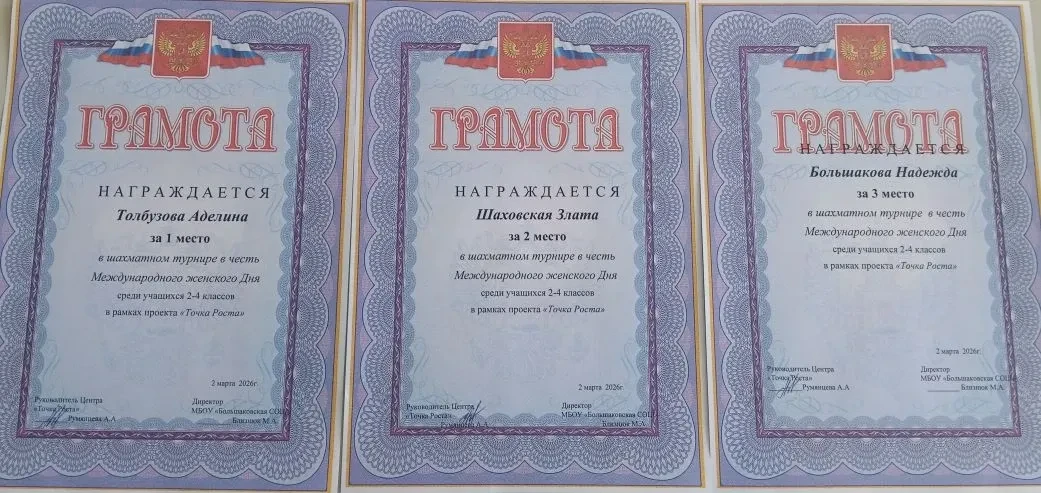 ГРАМОТА
НАГРАЖДАЕТСЯ
Толбузова Аделина
за 1 место
в шахматном турнире в честь
Международного женского Дня
среди учащихся 2-4 классов
в рамках проекта «Точка Роста»
2 марта 2026г.
Руководитель Центра
«Точка Роста»
Румянцева А.А
Директор
МБОУ «Большаковская СОШ»
Близнюк М.А.
ГРАМОТА
НАГРАЖДАЕТСЯ
Шаховская Злата
за 2 место
в шахматном турнире в честь
Международного женского Дня
среди учащихся 2-4 классов
в рамках проекта «Точка Роста»
2 марта 2026г.
Руководитель Центра
«Точка Роста»
Румянцева А.А
Директор
МБОУ «Большаковская СОШ»
Близнюк М.А.
ГРАМОТА
НАГРАЖДАЕТСЯ
Большакова Надежда
за 3 место
в шахматном турнире в честь
Международного женского Дня
среди учащихся 2-4 классов
в рамках проекта «Точка Роста»
2 марта 2026г.
Руководитель Центра
«Точка Роста»
Румянцева А.А
Директор
МБОУ «Большаковская СОШ»
Близнюк М.А.